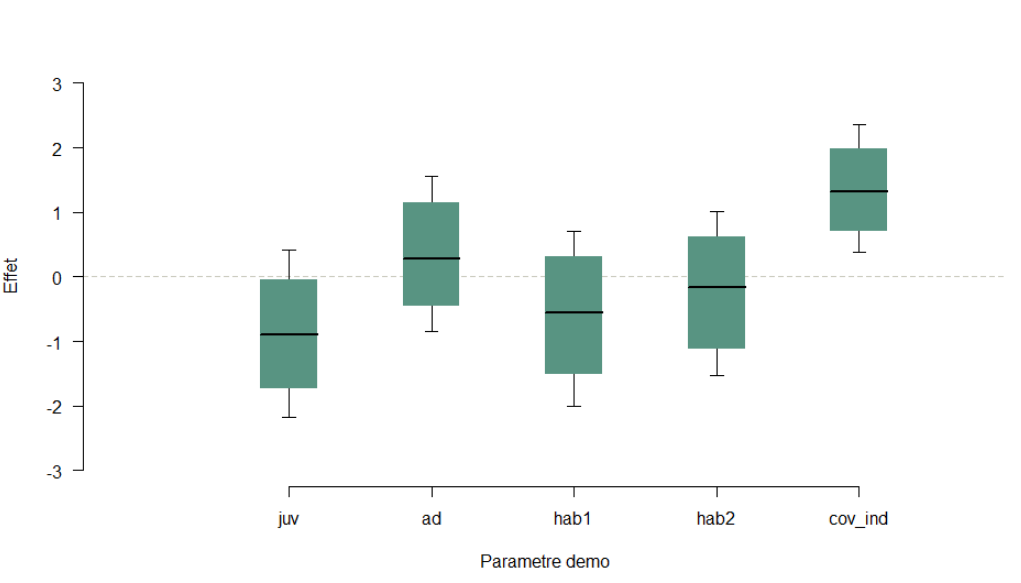 3
2
1
0
-1
-2
-3
Effet
juv ad hab1 hab2 cov_ind
Parametre demo